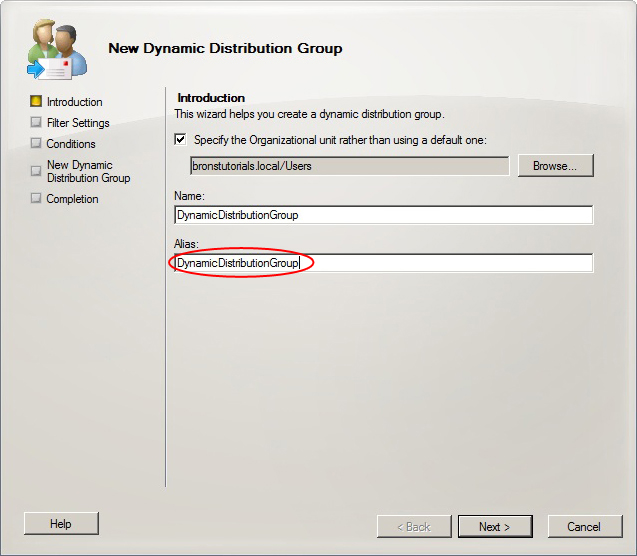 New Dynamic Distribution Group
Introduction
Filter Settings
Conditions
New Dynamic
Distribution Group
Completion
Introduction
This wizard helps you create a dynamic distribution group.
Specify the Organizational unit rather than using a default one:
bronstutorials.local/Users
Browse...
Name:
DynamicDistributionGroup
Alias:
DynamicDistributionGroup
Help
< Back
Next >
Cancel